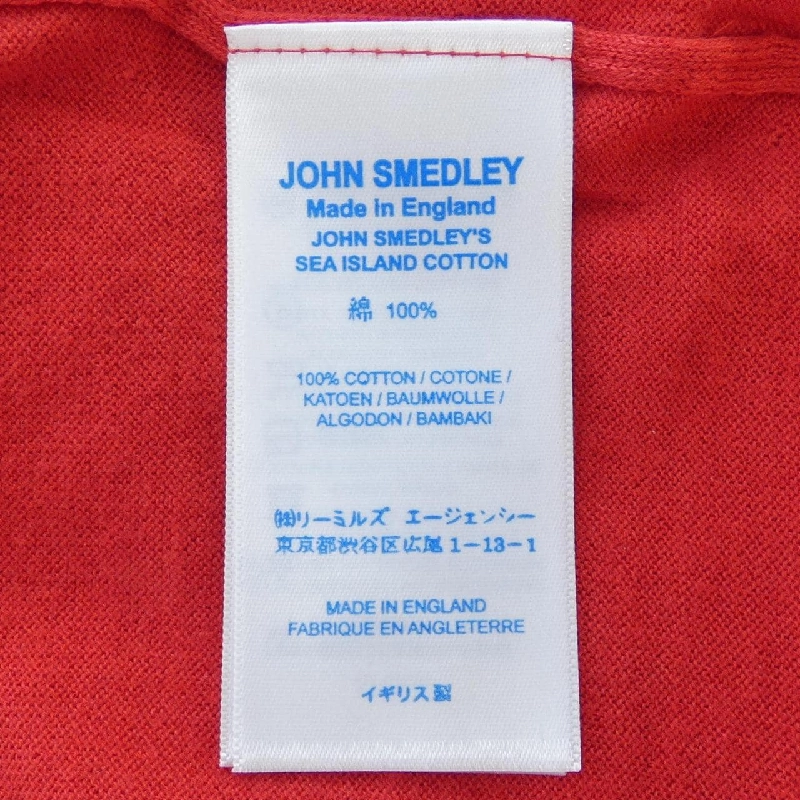 JOHN SMEDLEY
Made in England
JOHN SMEDLEY'S
SEA ISLAND COTTON
綿 100%
100% COTTON / COTONE /
KATOEN / BAUMWOLLE /
ALGODON / BAMBAKI
㈱リーミルズ エージェンシー
東京都渋谷区広尾1-13-1
MADE IN ENGLAND
FABRIQUE EN ANGLETERRE
イギリス製